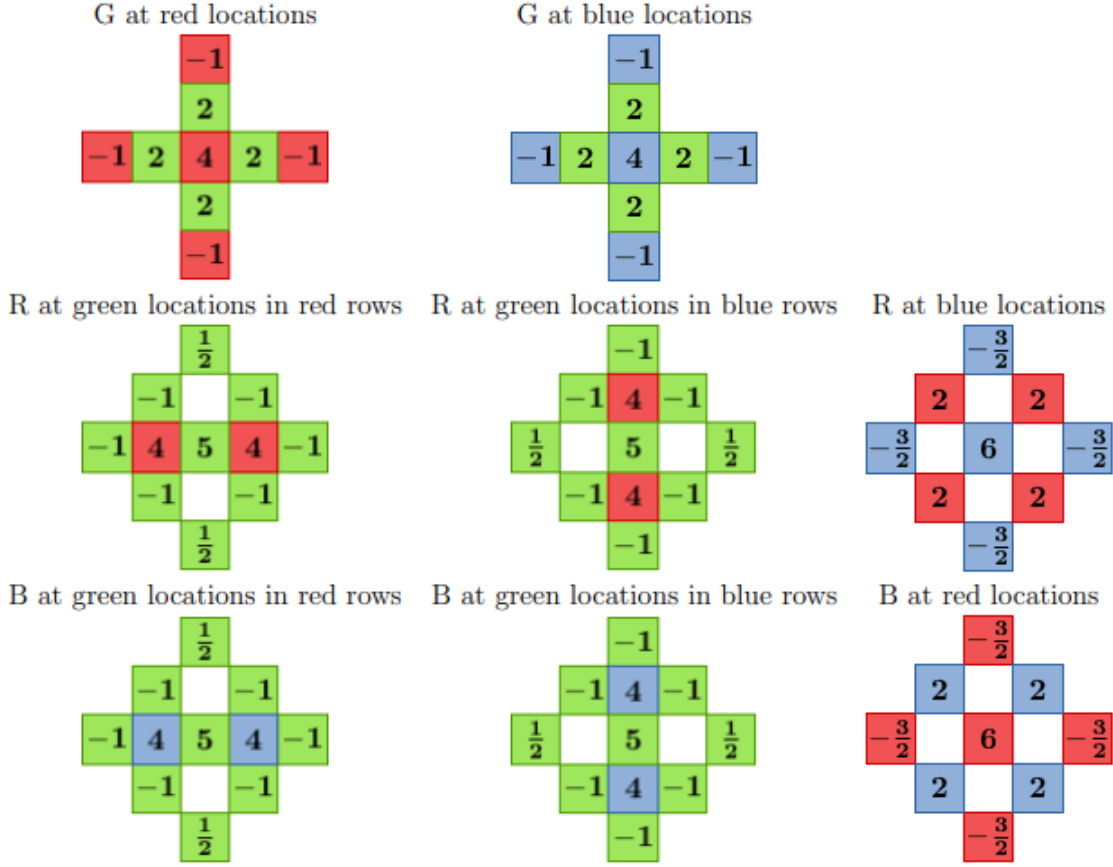 G at red locations G at blue locations
−1 −1
2 2
−1 2 4 2 −1 −1 2 4 2 −1
2 2
−1 −1
R at green locations in red rows R at green locations in blue rows R at blue locations
1/2 −1 −3/2
−1 −1 −1 4 −1 2 2
−1 4 5 4 −1 1/2 5 1/2 −3/2 6 −3/2
−1 −1 −1 4 −1 2 2
1/2 −1 −3/2
B at green locations in red rows B at green locations in blue rows B at red locations
1/2 −1 −3/2
−1 −1 −1 4 −1 2 2
−1 4 5 4 −1 1/2 5 1/2 −3/2 6 −3/2
−1 −1 −1 4 −1 2 2
1/2 −1 −3/2